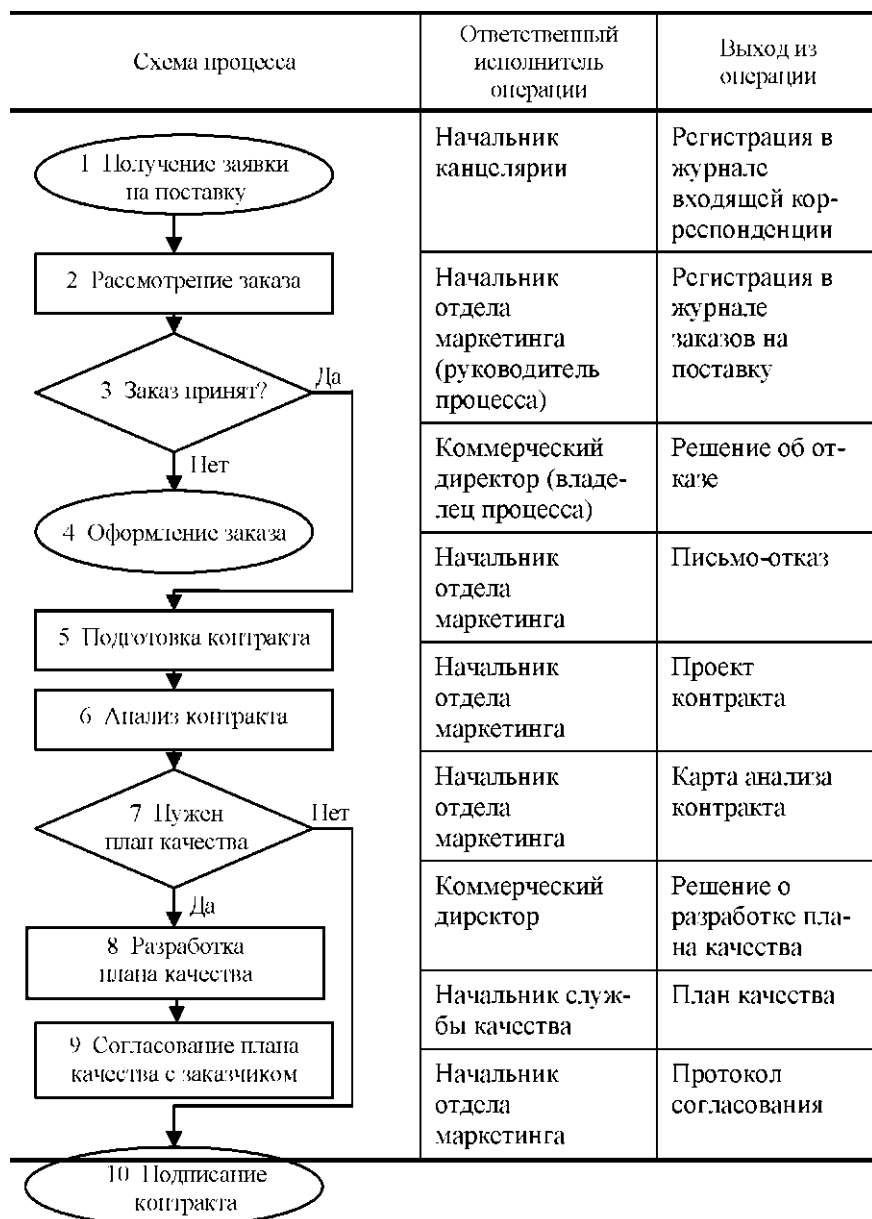 Схема процесса
Ответственный
исполнитель
операции
Выход из
операции
1 Получение заявки
на поставку
2 Рассмотрение заказа
3 Заказ принят?
Да
Нет
4 Оформление заказа
5 Подготовка контракта
6 Анализ контракта
7 Нужен
план качества
Нет
Да
8 Разработка
плана качества
9 Согласование плана
качества с заказчиком
10 Подписание
контракта
Начальник
канцелярии
Регистрация в
журнале
входящей кор-
респонденции
Начальник
отдела
маркетинга
(руководитель
процесса)
Регистрация в
журнале
заказов на
поставку
Коммерческий
директор (владе-
лец процесса)
Решение об от-
казе
Начальник
отдела
маркетинга
Письмо-отказ
Начальник
отдела
маркетинга
Проект
контракта
Начальник
отдела
маркетинга
Карта анализа
контракта
Коммерческий
директор
Решение о
разработке пла-
на качества
Начальник служ-
бы качества
План качества
Начальник
отдела
маркетинга
Протокол
согласования